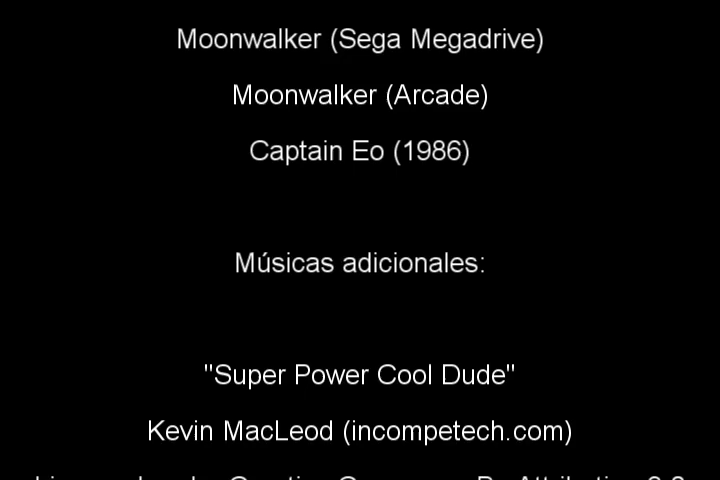 Moonwalker (Sega Megadrive)
Moonwalker (Arcade)
Captain Eo (1986)
Músicas adicionales:
"Super Power Cool Dude"
Kevin MacLeod (incompetech.com)